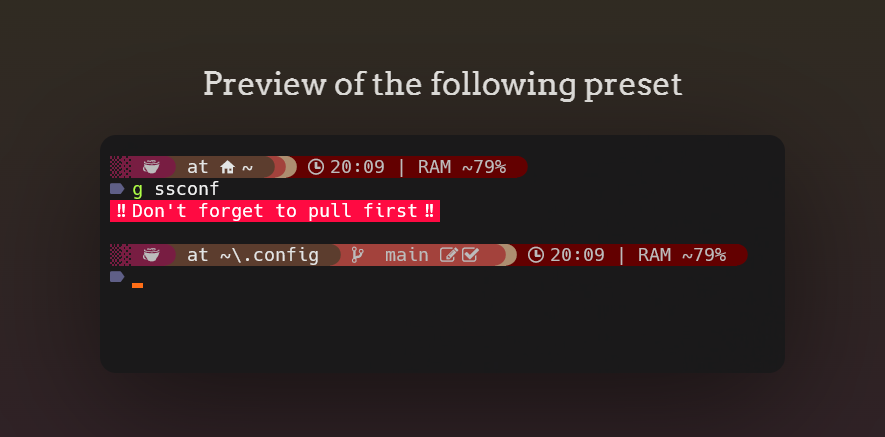 Preview of the following preset
at ~ 20:09 | RAM ~79%
g ssconf
‼Don't forget to pull first‼
at ~\.config main 20:09 | RAM ~79%